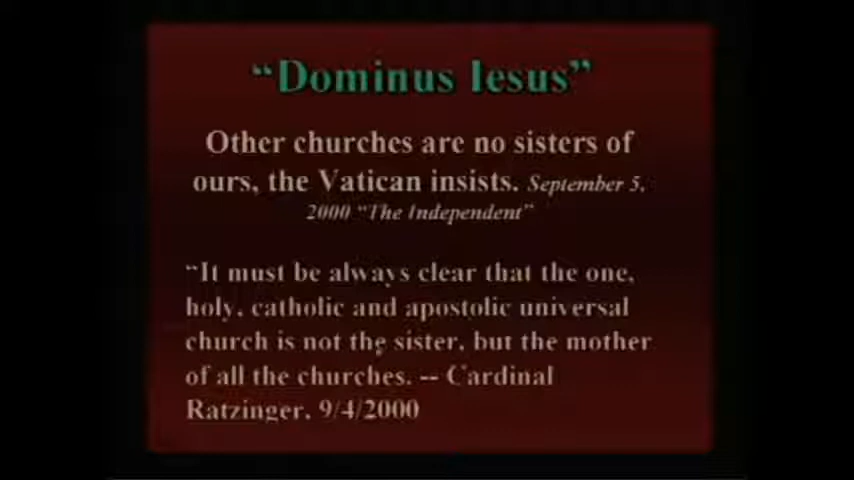 “Dominus Iesus”
Other churches are no sisters of
ours, the Vatican insists. September 5,
2000 “The Independent”
“It must be always clear that the one,
holy, catholic and apostolic universal
church is not the sister, but the mother
of all the churches. -- Cardinal
Ratzinger, 9/4/2000